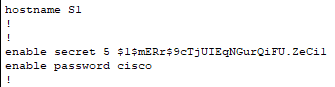 hostname S1
!
!
enable secret 5 $1$mERr$9cTjUIEqNGurQiFU.ZeCi1
enable password cisco
!